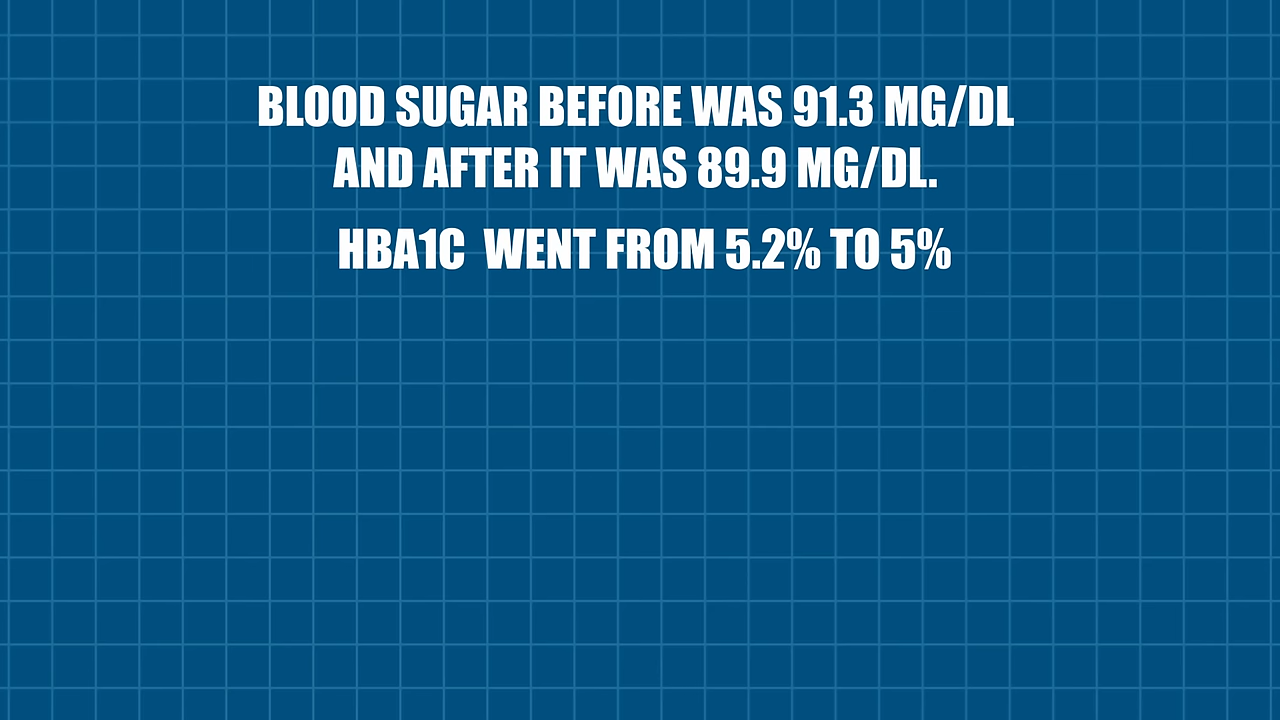 BLOOD SUGAR BEFORE WAS 91.3 MG/DL
AND AFTER IT WAS 89.9 MG/DL.
HBA1C WENT FROM 5.2% TO 5%